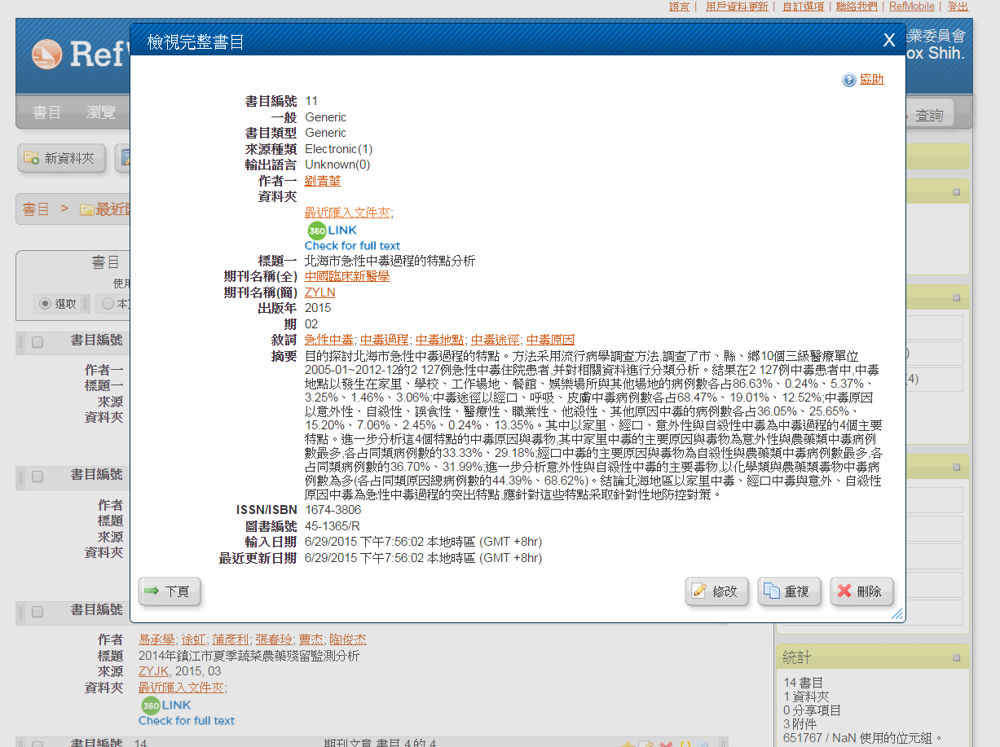 語言 | 用戶資料更新 | 自訂選項 | 聯絡我們 | RefMobile | 登出
檢視完整書目 X
業委員會
Ref
ox Shih.
協助
書目 瀏覽
查詢
新資料夾
書目 > 最近
書目編號 11
一般 Generic
書目類型 Generic
來源種類 Electronic(1)
輸出語言 Unknown(0)
作者一 劉青華
資料夾
最近匯入文件夾;
360 LINK
Check for full text
標題一 北海市急性中毒過程的特點分析
期刊名稱(全) 中國臨床新醫學
期刊名稱(簡) ZYLN
出版年 2015
期 02
敘詞 急性中毒; 中毒過程; 中毒地點; 中毒途徑; 中毒原因
摘要 目的探討北海市急性中毒過程的特點。方法采用流行病學調查方法,調查了市、縣、鄉10個三級醫療單位
2005-01~2012-12的2 127例急性中毒住院患者,并對相關資料進行分類分析。結果在2 127例中毒患者中,中毒
地點以發生在家里、學校、工作場地、餐館、娛樂場所與其他場地的病例數各占86.63%、0.24%、5.37%、
3.25%、1.46%、3.06%;中毒途徑以經口、呼吸、皮膚中毒病例數各占68.47%、19.01%、12.52%;中毒原因
以意外性、自殺性、誤食性、醫療性、職業性、他殺性、其他原因中毒的病例數各占36.05%、25.65%、
15.20%、7.06%、2.45%、0.24%、13.35%。其中以家里、經口、意外性與自殺性中毒為中毒過程的4個主要
特點。進一步分析這4個特點的中毒原因與毒物,其中家里中毒的主要原因與毒物為意外性與農藥類中毒病例
數最多,各占同類病例數的33.33%、29.18%;經口中毒的主要原因與毒物為自殺性與農藥類中毒病例數最多,各
占同類病例數的36.70%、31.99%;進一步分析意外性與自殺性中毒的主要毒物,以化學類與農藥類毒物中毒病
例數為多(各占同類原因總病例數的44.39%、68.62%)。結論北海地區以家里中毒、經口中毒與意外、自殺性
原因中毒為急性中毒過程的突出特點,應針對這些特點采取針對性地防控對策。
ISSN/ISBN 1674-3806
圖書編號 45-1365/R
輸入日期 6/29/2015 下午7:56:02 本地時區 (GMT +8hr)
最近更新日期 6/29/2015 下午7:56:02 本地時區 (GMT +8hr)
下頁 修改 重複 刪除
書目
使用
選取 本
書目編號
作者一
標題一
來源
資料夾
書目編號
作者
標題
來源
資料夾
書目編號
作者 易承學; 徐虹; 蒲彥利; 張春玲; 曹杰; 陶俊杰
標題 2014年鎮江市夏季蔬菜農藥殘留監測分析
來源 ZYJK, 2015, 03
資料夾 最近匯入文件夾;
360 LINK
Check for full text
書目編號 14 期刊文章 書目 4 的 4
)
(4)
統計
14 書目
1 資料夾
0 分享項目
3 附件
651767 / NaN 使用的位元組。